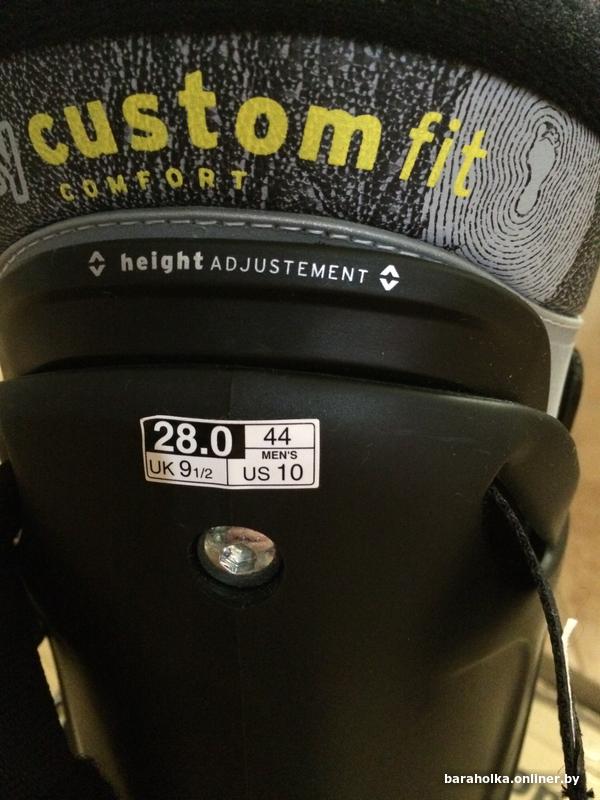 custom fit
COMFORT
height ADJUSTEMENT
28.0 44
MEN'S
UK 9 1/2 US 10
baraholka.onliner.by